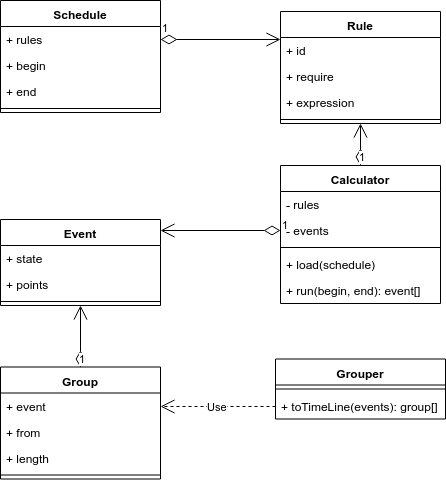 Schedule
+ rules
+ begin
+ end
1
Rule
+ id
+ require
+ expression
1
Calculator
- rules
- events
+ load(schedule)
+ run(begin, end): event[]
1
Event
+ state
+ points
1
Group
+ event
+ from
+ length
Use
Grouper
+ toTimeLine(events): group[]